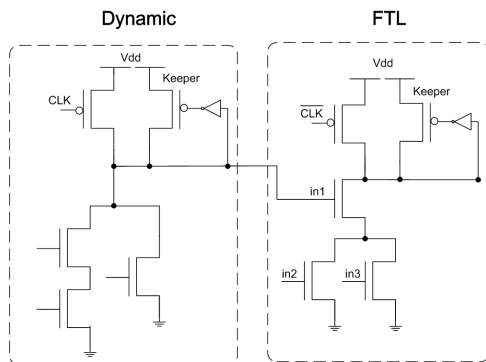 Dynamic
FTL
Vdd
Keeper
CLK
Vdd
Keeper
CLK
in1
in2
in3